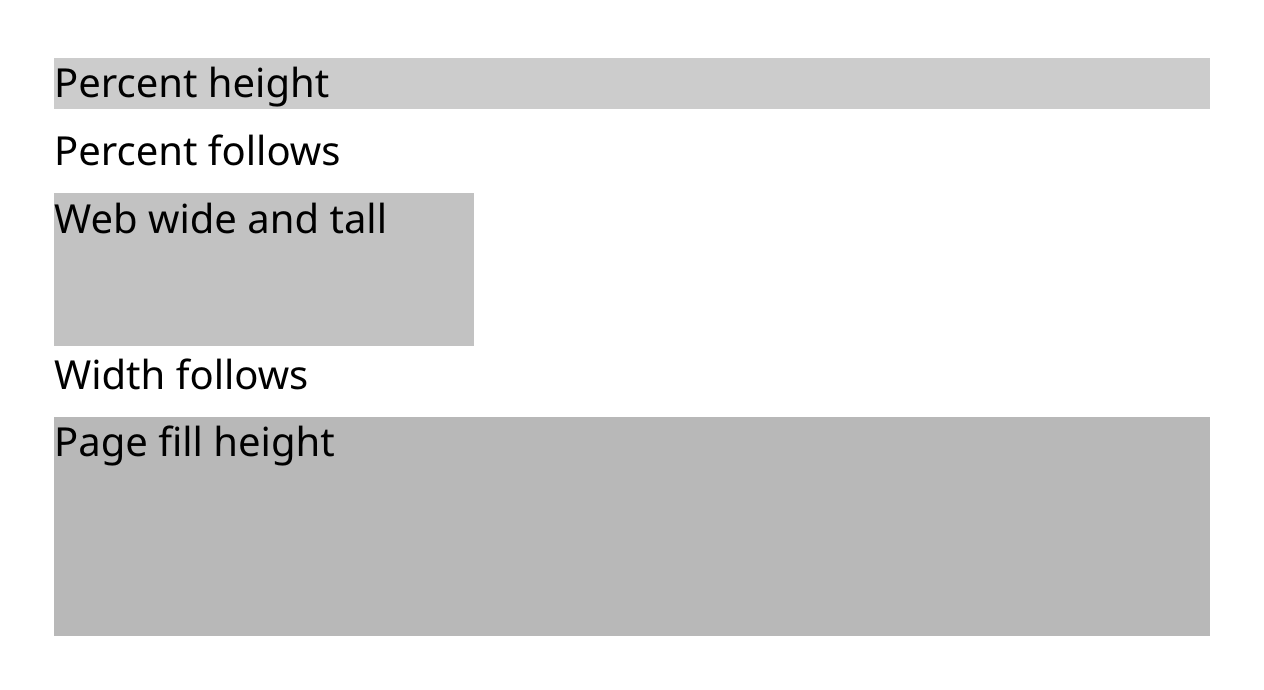 Percent height
Percent follows
Web wide and tall
Width follows
Page fill height